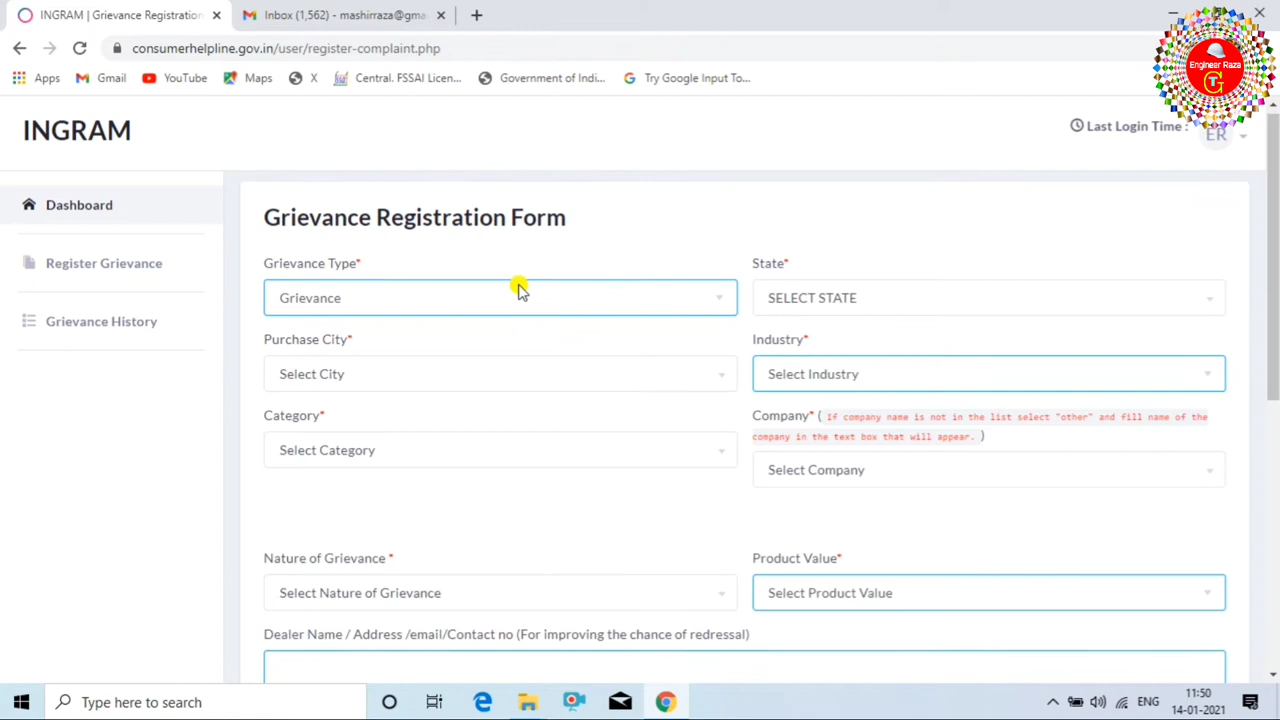 INGRAM | Grievance Registration
Inbox (1,562) - mashirraza@gma
consumerhelpline.gov.in/user/register-complaint.php
Apps
Gmail
YouTube
Maps
X
Central. FSSAI Licen...
Government of Indi...
Try Google Input To...
Engineer Raza
G
T
INGRAM
Last Login Time :
ER
Dashboard
Register Grievance
Grievance History
Grievance Registration Form
Grievance Type*
State*
Grievance
SELECT STATE
Purchase City*
Industry*
Select City
Select Industry
Category*
Company* ( If company name is not in the list select "other" and fill name of the
company in the text box that will appear. )
Select Category
Select Company
Nature of Grievance *
Product Value*
Select Nature of Grievance
Select Product Value
Dealer Name / Address /email/Contact no (For improving the chance of redressal)
Type here to search
ENG
11:50
14-01-2021